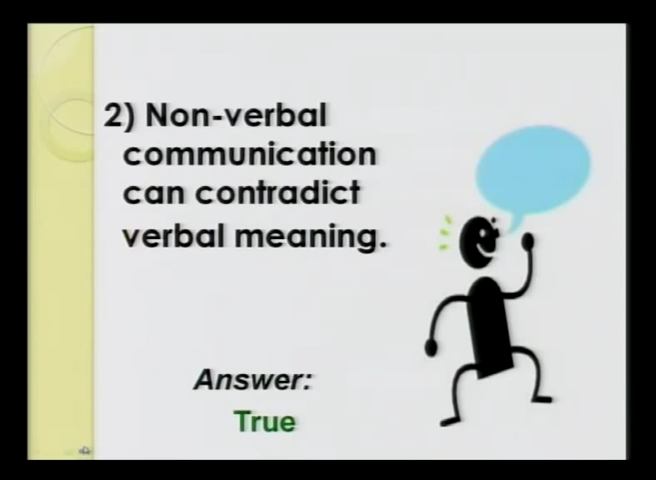 2) Non-verbal
communication
can contradict
verbal meaning.
Answer:
True